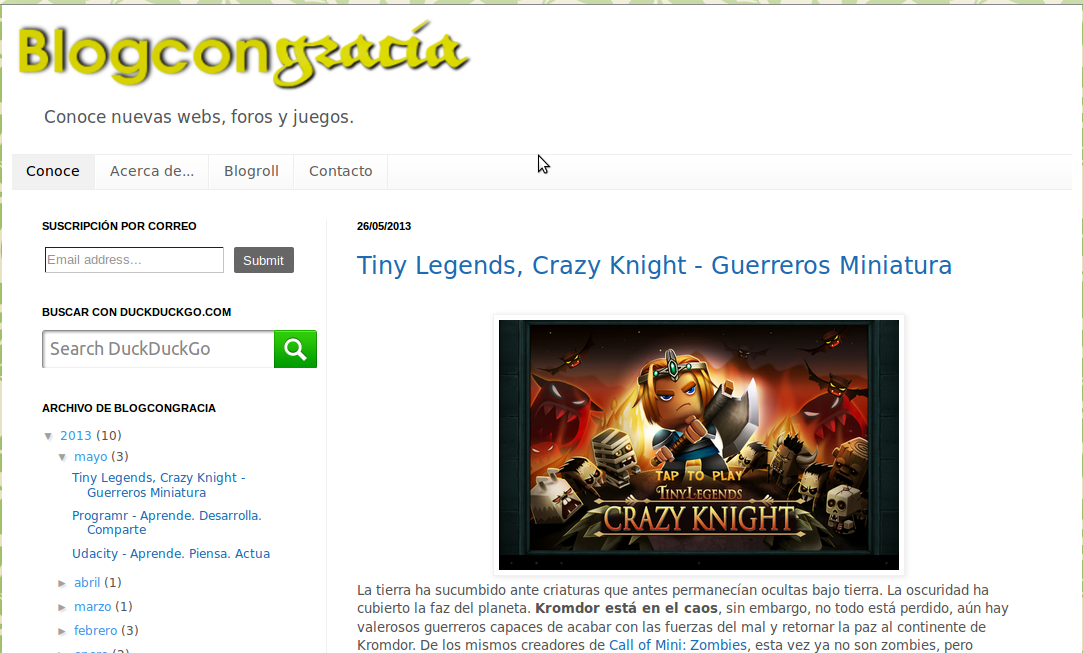 Blogcongracía
Conoce nuevas webs, foros y juegos.
Conoce
Acerca de...
Blogroll
Contacto
SUSCRIPCIÓN POR CORREO
Email address...
Submit
BUSCAR CON DUCKDUCKGO.COM
Search DuckDuckGo
ARCHIVO DE BLOGCONGRACIA
▼ 2013 (10)
▼ mayo (3)
Tiny Legends, Crazy Knight -
Guerreros Miniatura
Programr - Aprende. Desarrolla.
Comparte
Udacity - Aprende. Piensa. Actua
► abril (1)
► marzo (1)
► febrero (3)
► enero (2)
26/05/2013
Tiny Legends, Crazy Knight - Guerreros Miniatura
TAP TO PLAY
TINYLEGENDS
CRAZY KNIGHT
La tierra ha sucumbido ante criaturas que antes permanecían ocultas bajo tierra. La oscuridad ha
cubierto la faz del planeta. Kromdor está en el caos, sin embargo, no todo está perdido, aún hay
valerosos guerreros capaces de acabar con las fuerzas del mal y retornar la paz al continente de
Kromdor. De los mismos creadores de Call of Mini: Zombies, esta vez ya no son zombies, pero